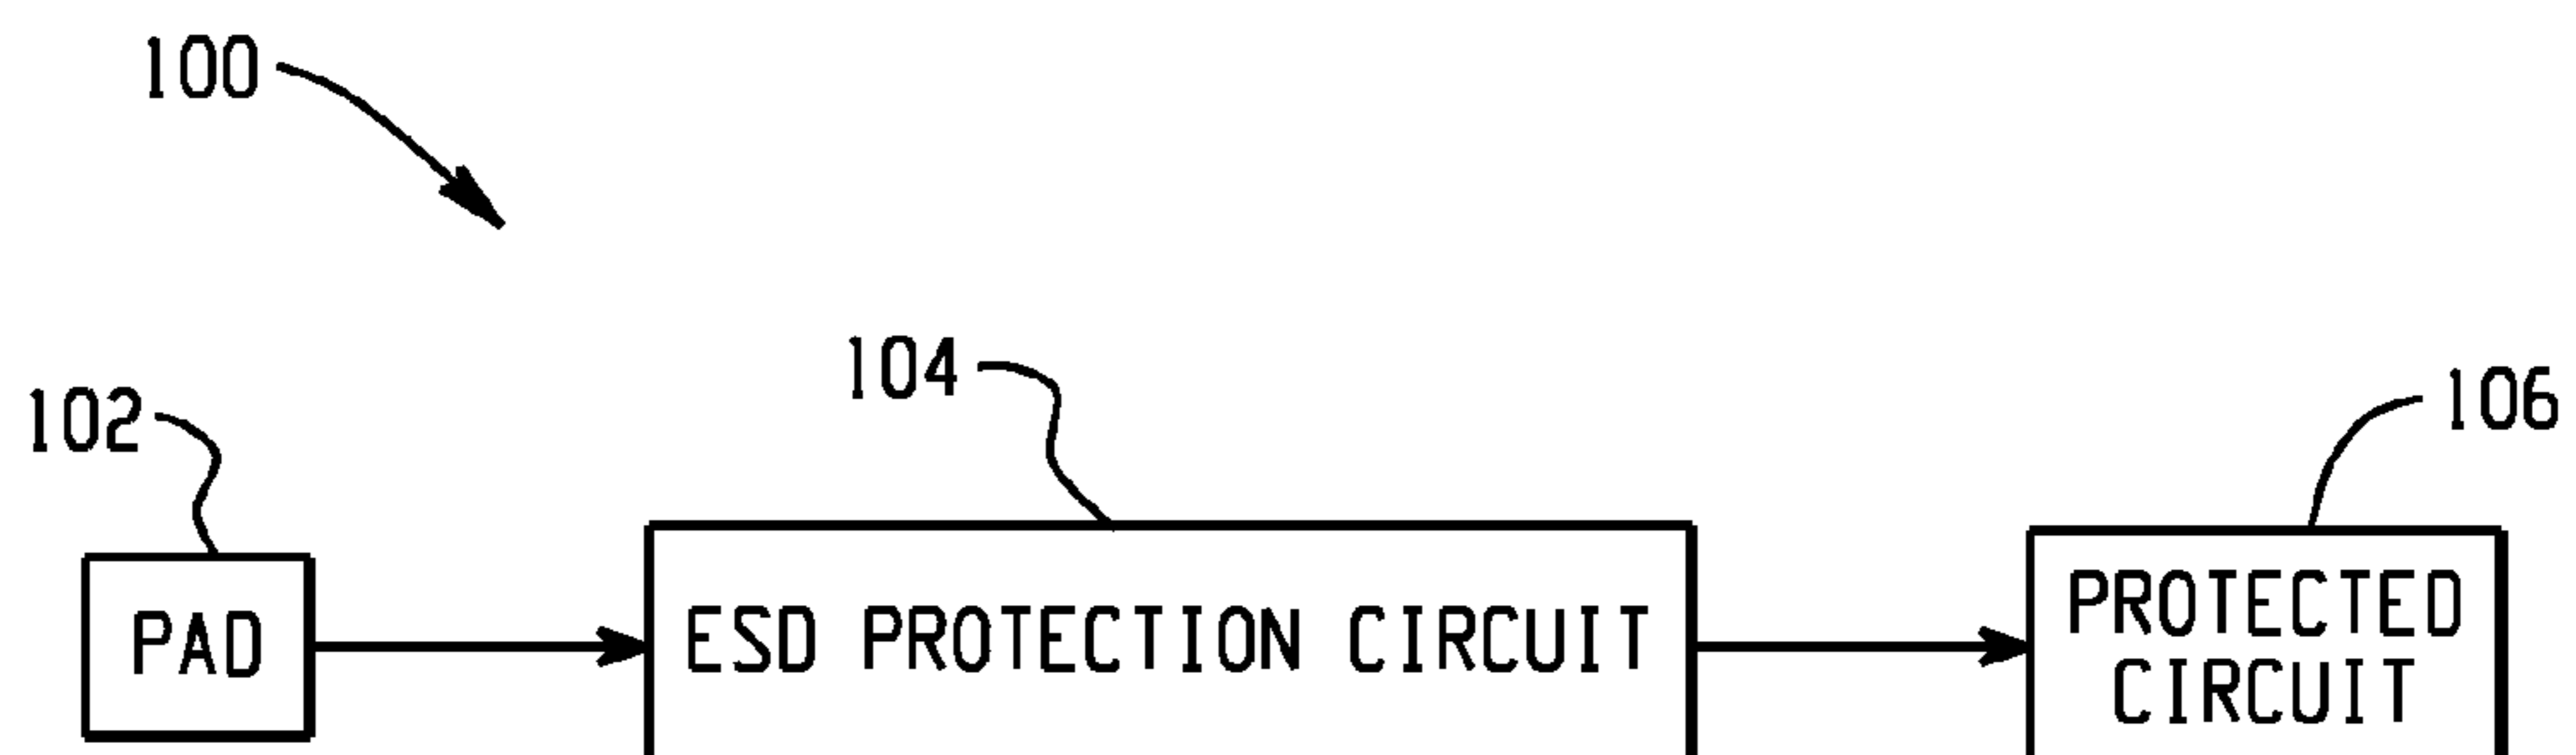 100
104
106
102
PAD
ESD PROTECTION CIRCUIT
PROTECTED
CIRCUIT